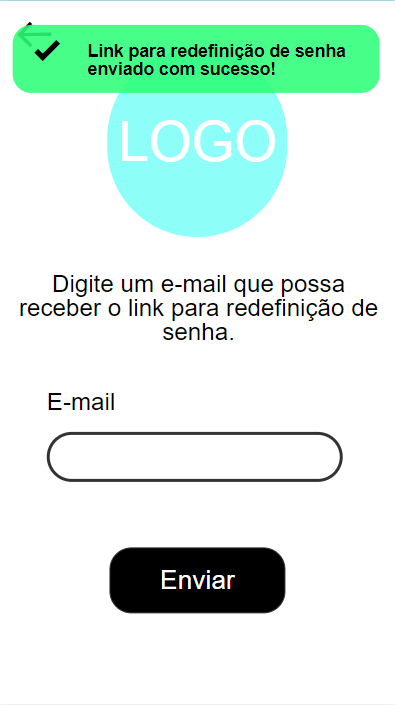 Link para redefinição de senha
enviado com sucesso!
LOGO
Digite um e-mail que possa
receber o link para redefinição de
senha.
E-mail
Enviar